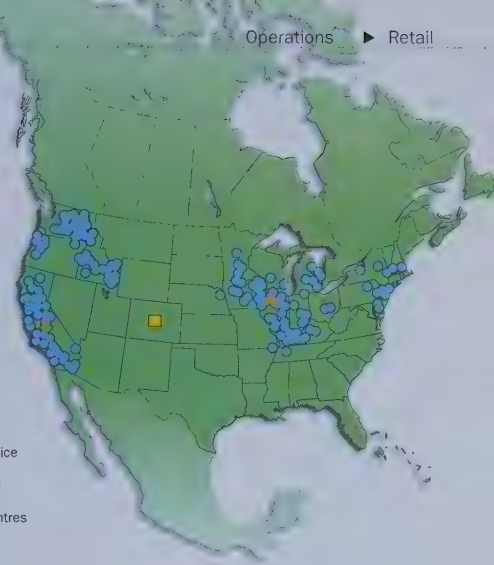 Operations ▶ Retail
ice
ntres